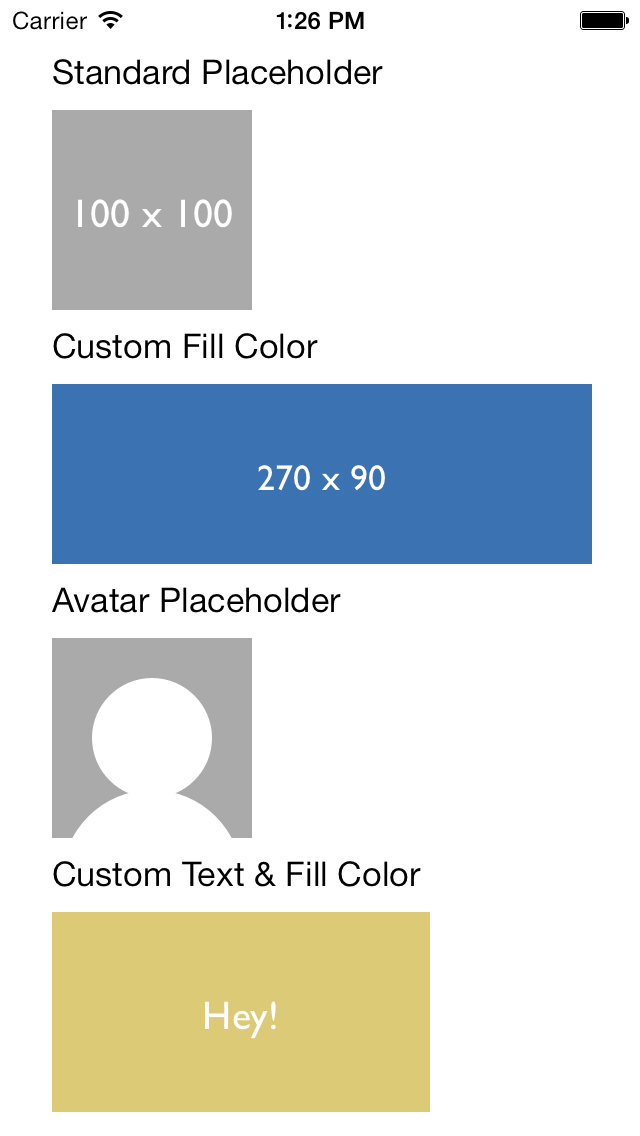 Carrier 1:26 PM
Standard Placeholder
100 x 100
Custom Fill Color
270 x 90
Avatar Placeholder
Custom Text & Fill Color
Hey!